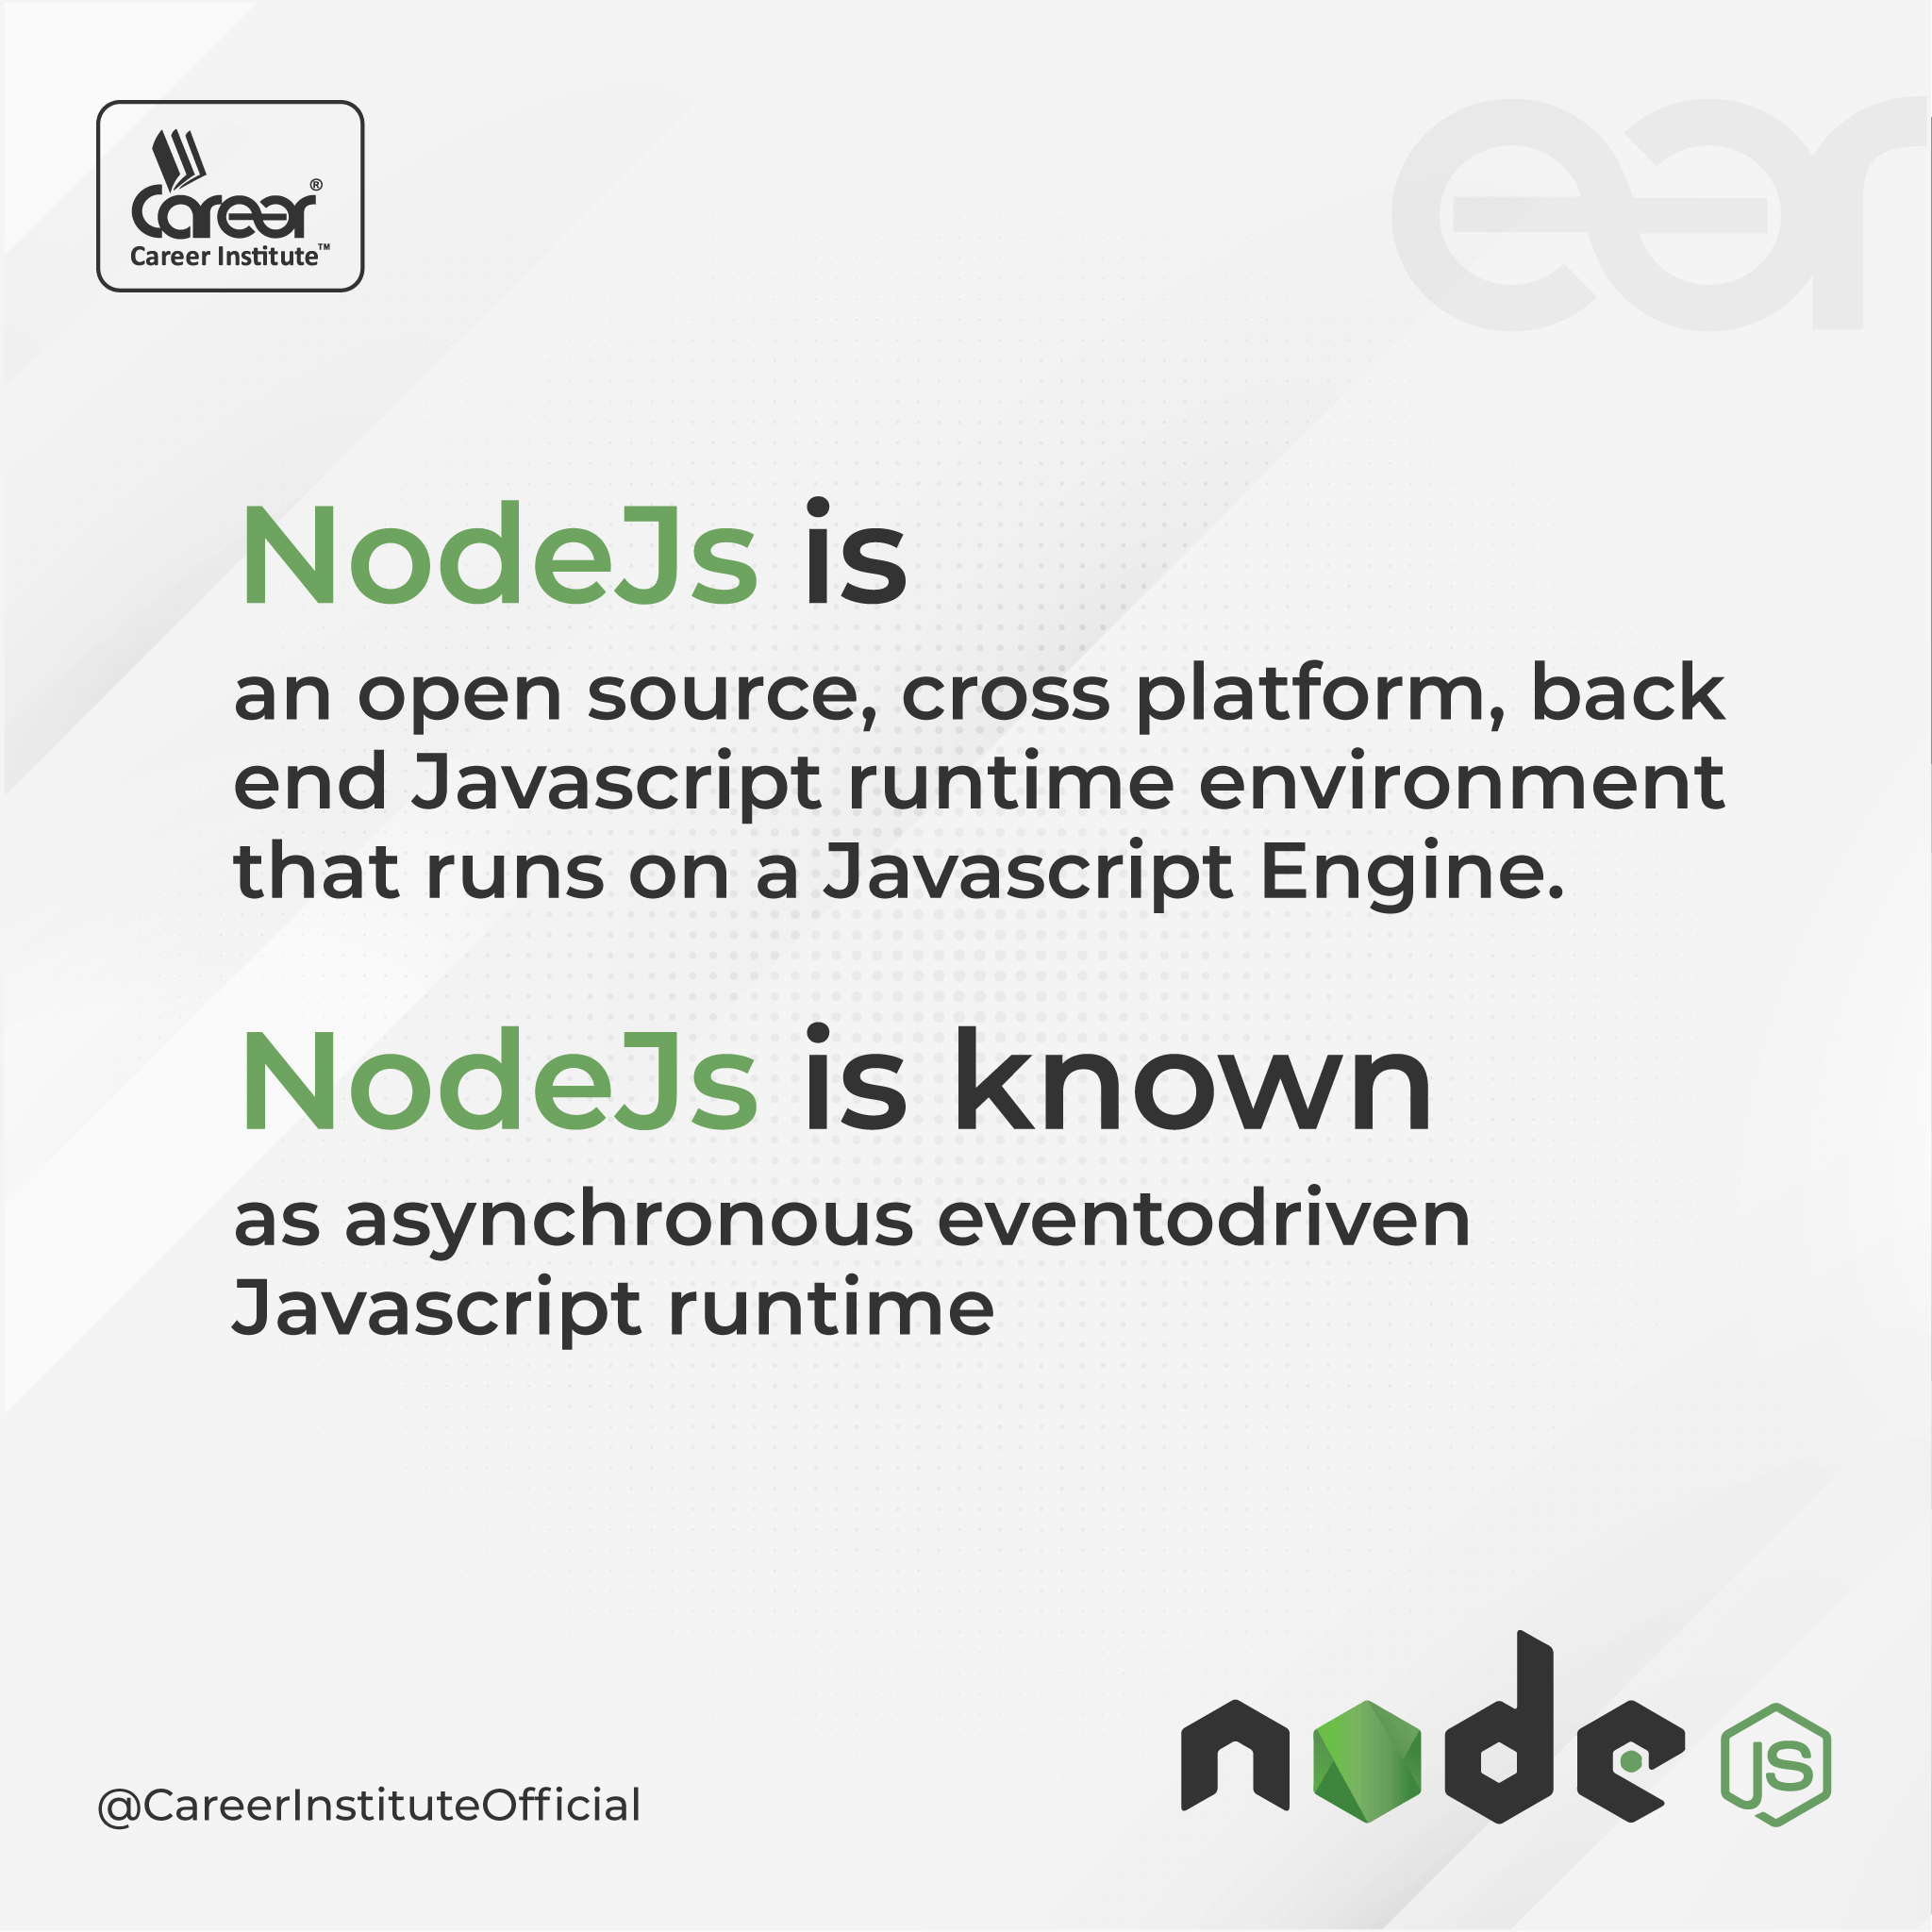 career®
Career Institute™
eer
NodeJs is
an open source, cross platform, back
end Javascript runtime environment
that runs on a Javascript Engine.
NodeJs is known
as asynchronous eventodriven
Javascript runtime
@CareerInstituteOfficial
node JS